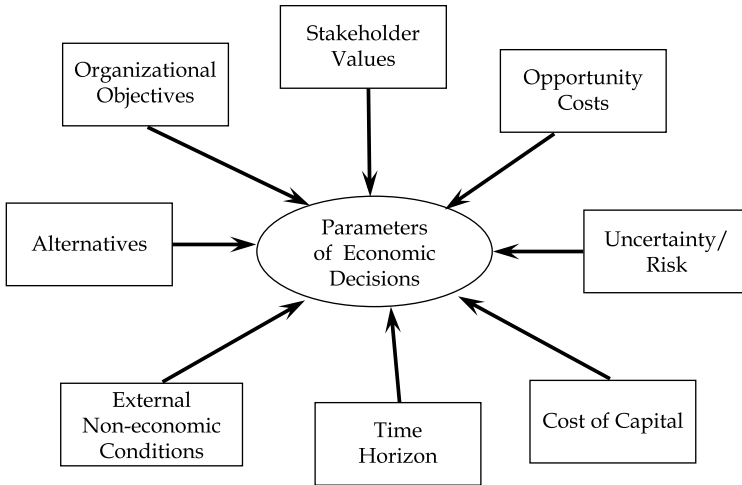 Stakeholder
Values
Organizational
Objectives
Opportunity
Costs
Alternatives
Parameters
of Economic
Decisions
Uncertainty/
Risk
External
Non-economic
Conditions
Time
Horizon
Cost of Capital